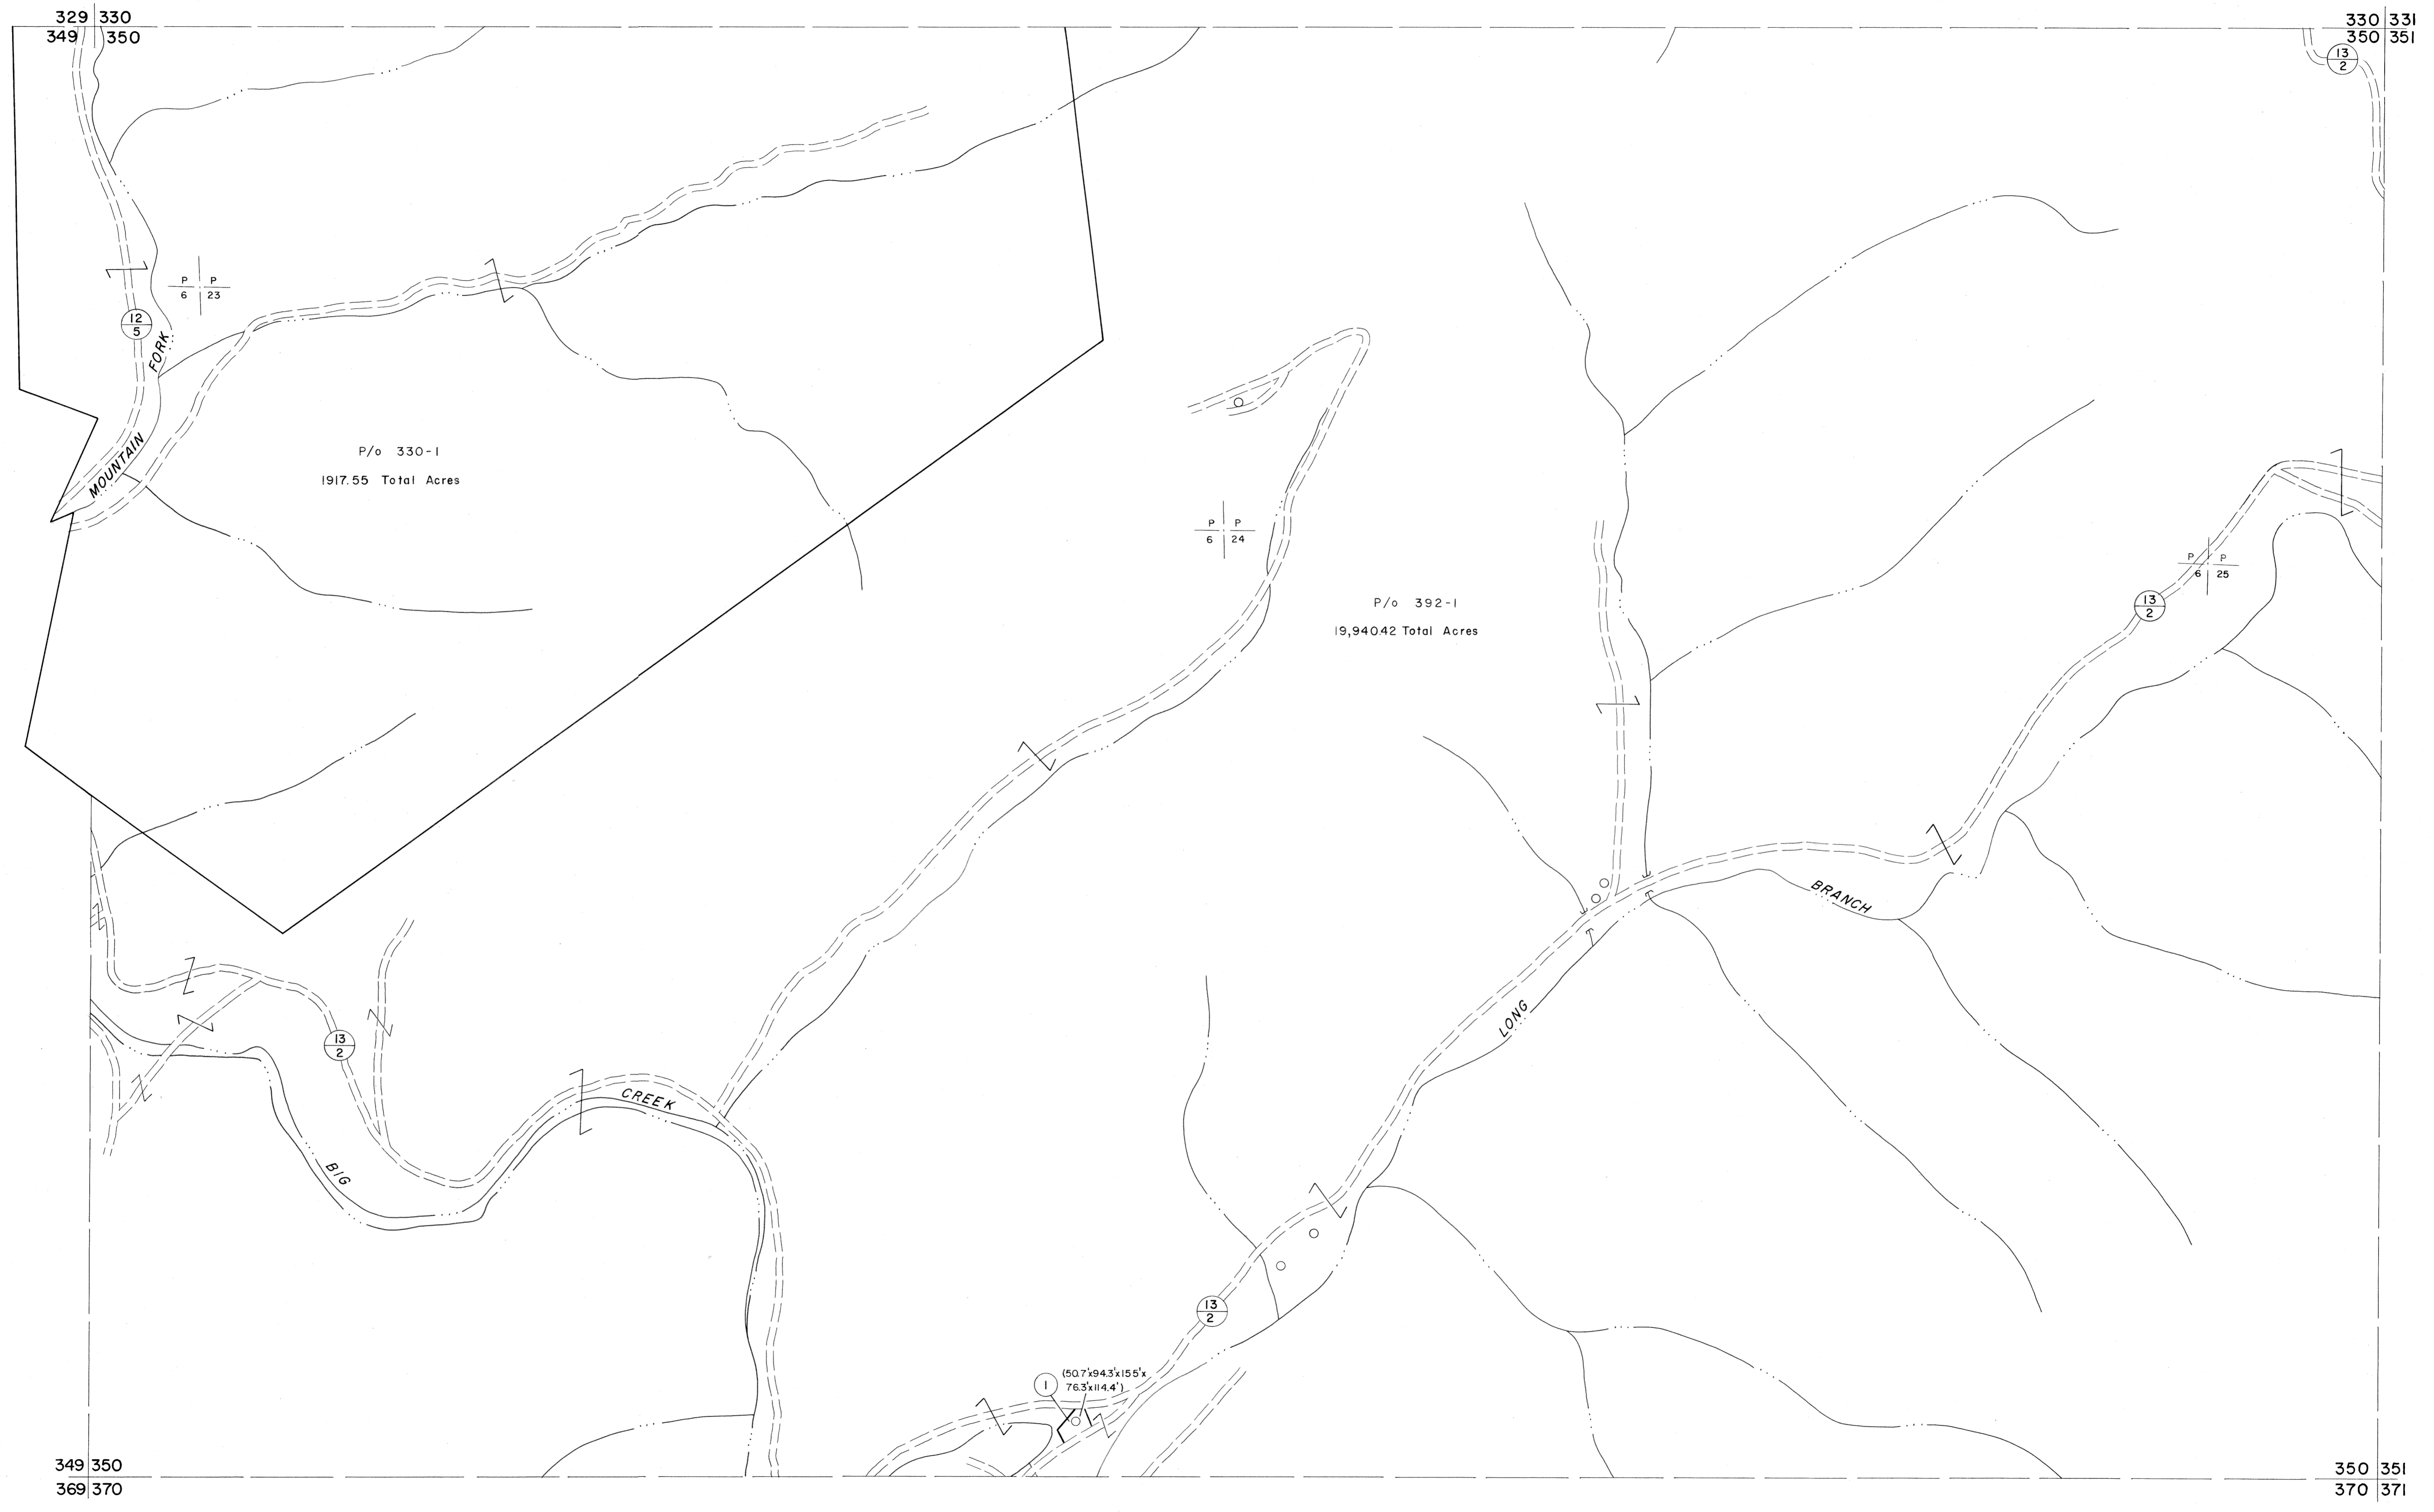 329 330
349 350
330 331
350 351
13
2
P P
6 23
12
5
MOUNTAIN FORK
P/o 330-1
1917.55 Total Acres
P P
6 24
P P
6 25
13
2
P/o 392-1
19,940.42 Total Acres
LONG BRANCH
13
2
BIG CREEK
13
2
1
(50.7'x94.3'x155'x
76.3'x114.4')
349 350
369 370
350 351
370 371